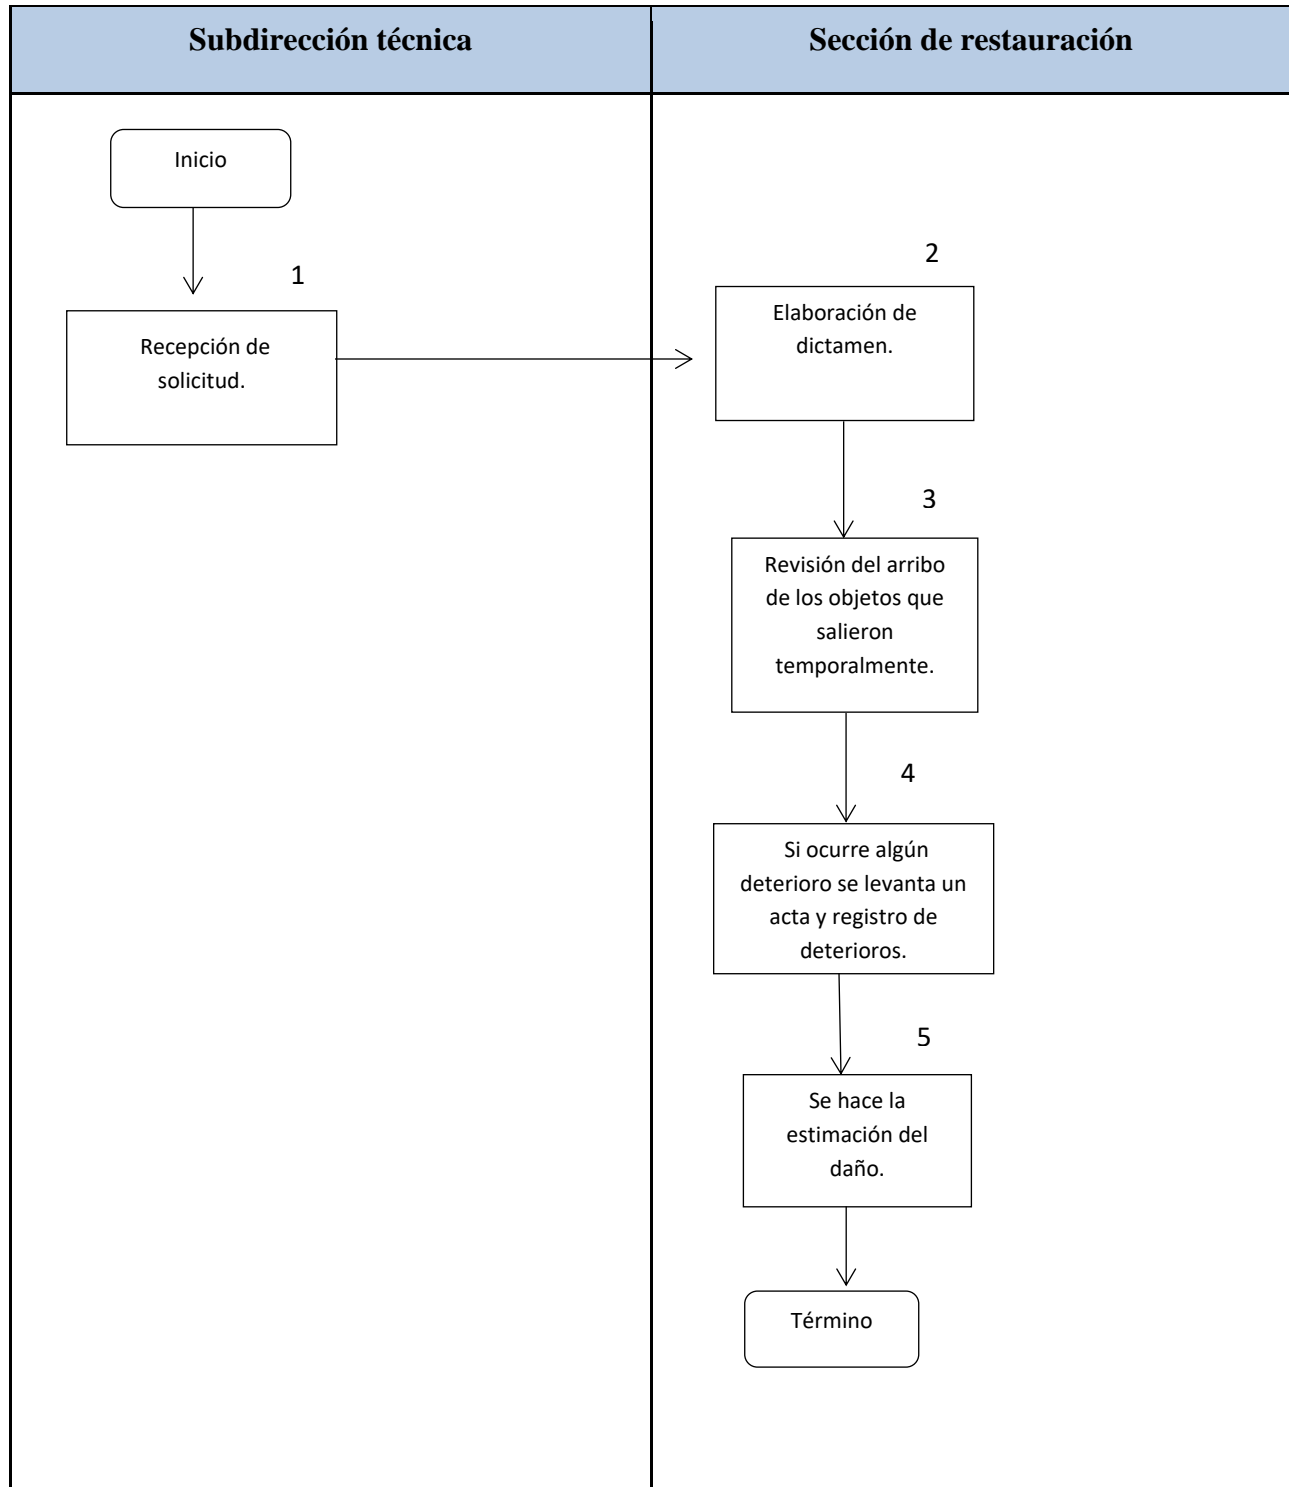 Subdirección técnica
Sección de restauración
Inicio
1
Recepción de
solicitud.
2
Elaboración de
dictamen.
3
Revisión del arribo
de los objetos que
salieron
temporalmente.
4
Si ocurre algún
deterioro se levanta un
acta y registro de
deterioros.
5
Se hace la
estimación del
daño.
Término